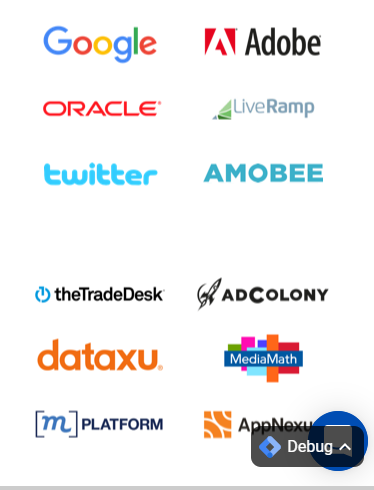 Google
Adobe
ORACLE
LiveRamp
twitter
AMOBEE
theTradeDesk
ADCOLONY
dataxu
MediaMath
[m] PLATFORM
AppNexu
Debug